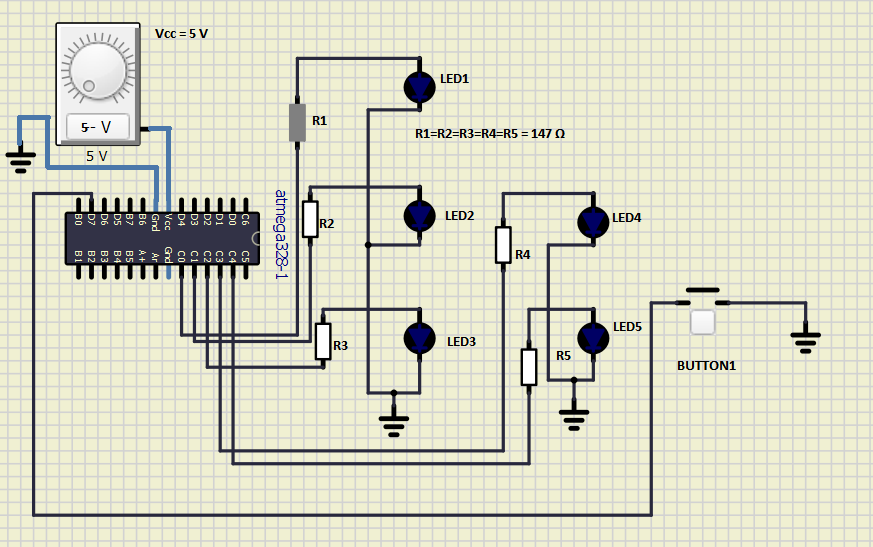 Vcc = 5 V
5- V
5 V
LED1
R1
R1=R2=R3=R4=R5 = 147 Ω
B0 D7 D6 D5 B7 B6 Gnd Vcc D4 D3 D2 D1 D0 C6
B1 B2 B3 B4 B5 A+ Ar Gnd C0 C1 C2 C3 C4 C5
atmega328-1
R2
LED2
LED4
R4
R3
LED3
LED5
R5
BUTTON1